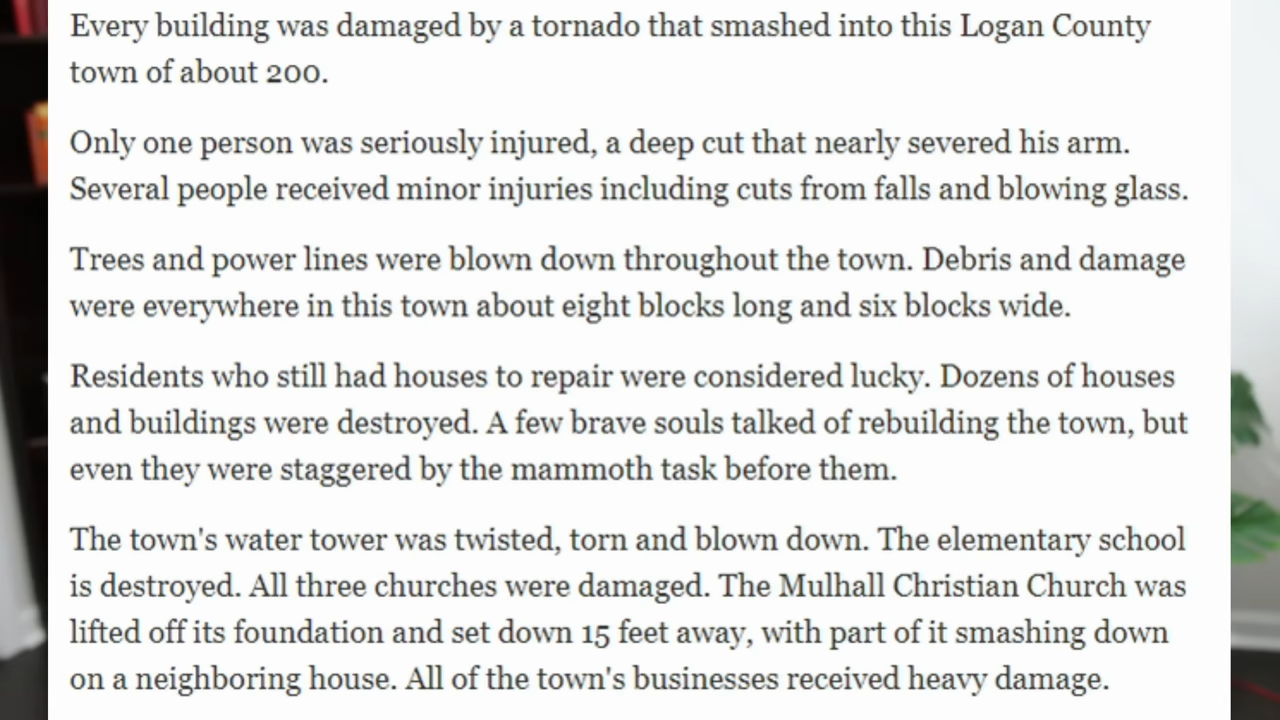 Every building was damaged by a tornado that smashed into this Logan County
town of about 200.
Only one person was seriously injured, a deep cut that nearly severed his arm.
Several people received minor injuries including cuts from falls and blowing glass.
Trees and power lines were blown down throughout the town. Debris and damage
were everywhere in this town about eight blocks long and six blocks wide.
Residents who still had houses to repair were considered lucky. Dozens of houses
and buildings were destroyed. A few brave souls talked of rebuilding the town, but
even they were staggered by the mammoth task before them.
The town's water tower was twisted, torn and blown down. The elementary school
is destroyed. All three churches were damaged. The Mulhall Christian Church was
lifted off its foundation and set down 15 feet away, with part of it smashing down
on a neighboring house. All of the town's businesses received heavy damage.